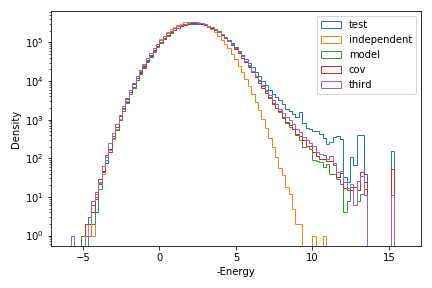 test
independent
model
cov
third
Density
10⁵
10⁴
10³
10²
10¹
10⁰
−5
0
5
10
15
-Energy